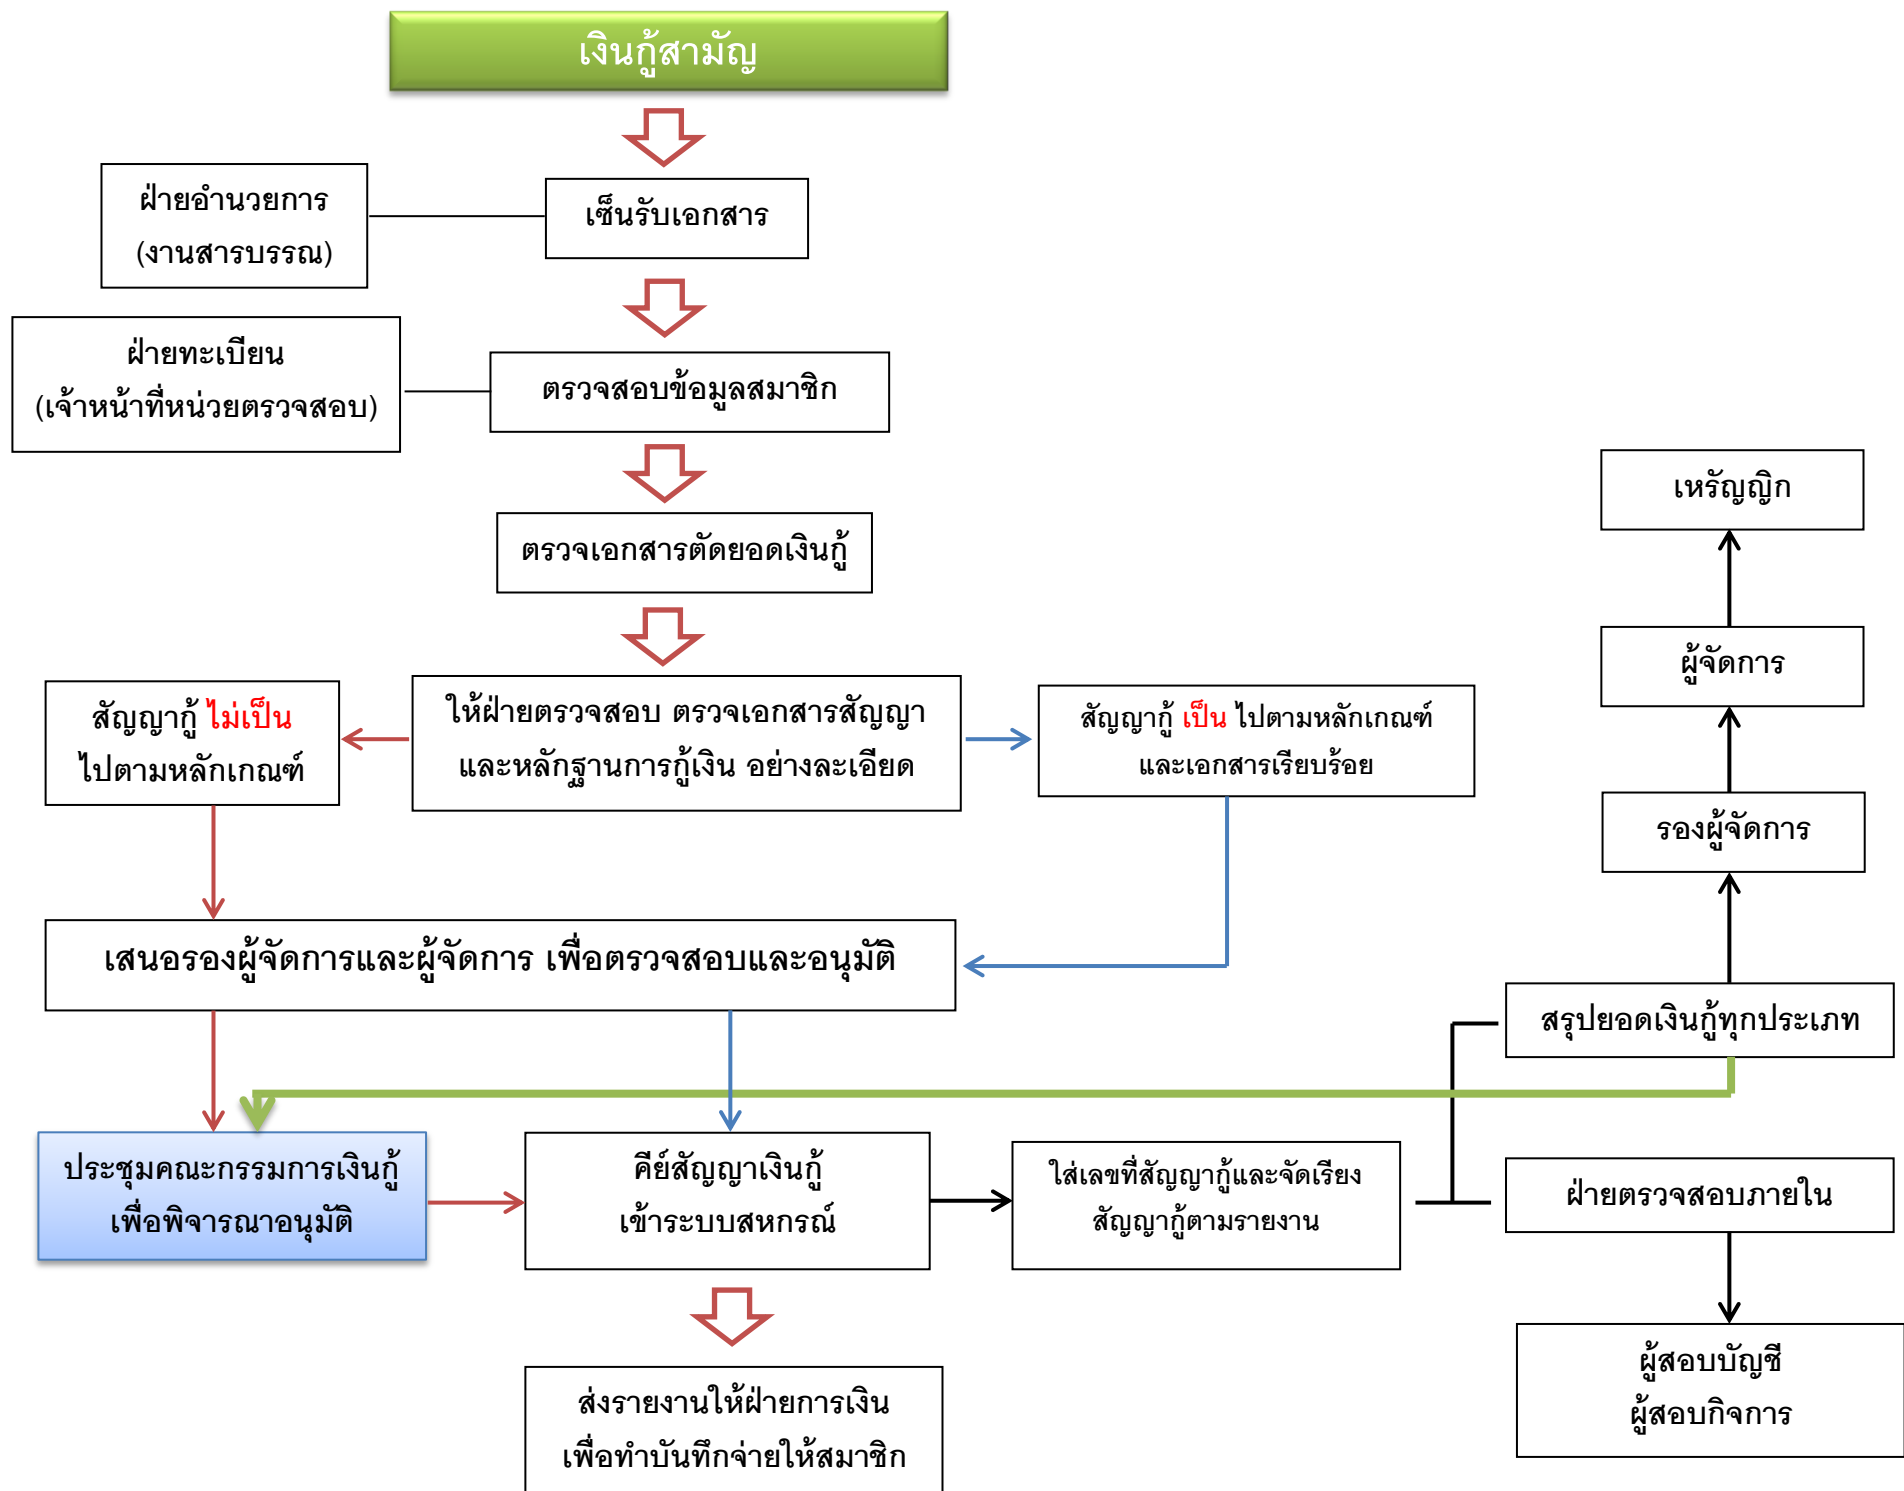 เงินกู้สามัญ
ฝ่ายอำนวยการ
(งานสารบรรณ)
เซ็นรับเอกสาร
ฝ่ายทะเบียน
(เจ้าหน้าที่หน่วยตรวจสอบ)
ตรวจสอบข้อมูลสมาชิก
ตรวจเอกสารตัดยอดเงินกู้
เหรัญญิก
ผู้จัดการ
รองผู้จัดการ
สัญญากู้ ไม่เป็น
ไปตามหลักเกณฑ์
ให้ฝ่ายตรวจสอบ ตรวจเอกสารสัญญา
และหลักฐานการกู้เงิน อย่างละเอียด
สัญญากู้ เป็น ไปตามหลักเกณฑ์
และเอกสารเรียบร้อย
เสนอรองผู้จัดการและผู้จัดการ เพื่อตรวจสอบและอนุมัติ
สรุปยอดเงินกู้ทุกประเภท
ประชุมคณะกรรมการเงินกู้
เพื่อพิจารณาอนุมัติ
คีย์สัญญาเงินกู้
เข้าระบบสหกรณ์
ใส่เลขที่สัญญากู้และจัดเรียง
สัญญากู้ตามรายงาน
ฝ่ายตรวจสอบภายใน
ผู้สอบบัญชี
ผู้สอบกิจการ
ส่งรายงานให้ฝ่ายการเงิน
เพื่อทำบันทึกจ่ายให้สมาชิก